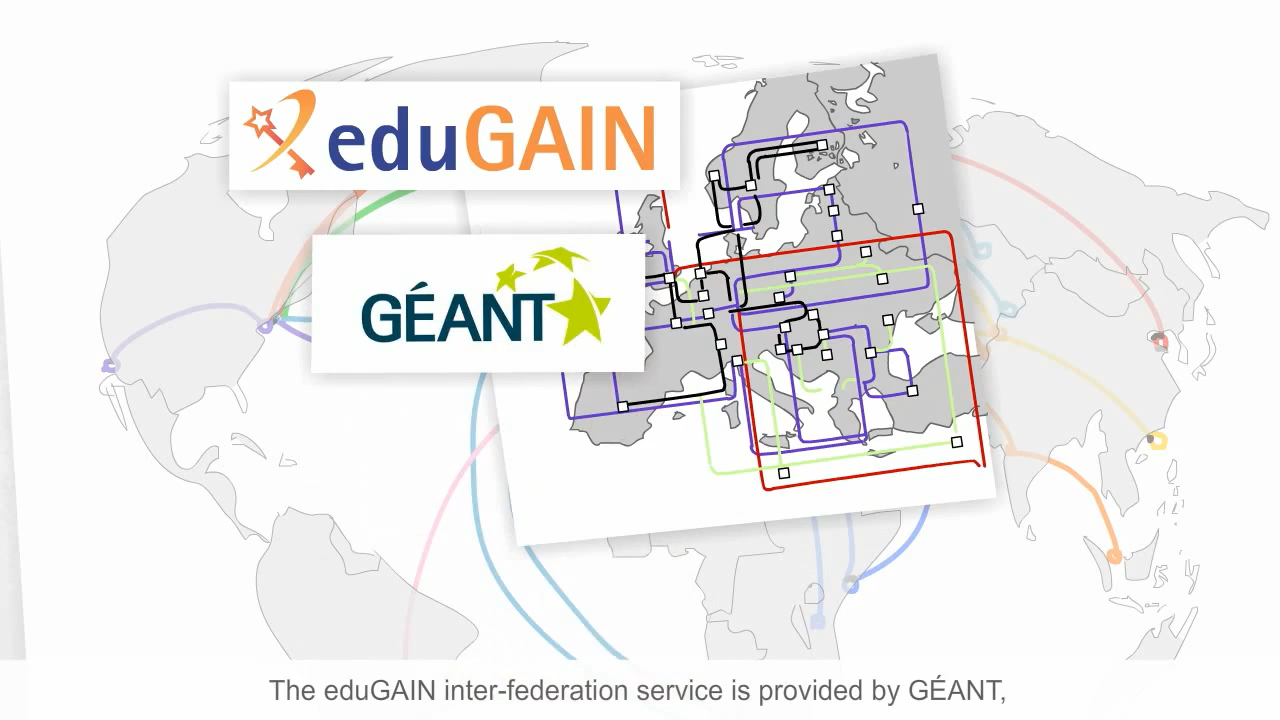 eduGAIN
GÉANT
The eduGAIN inter-federation service is provided by GÉANT,